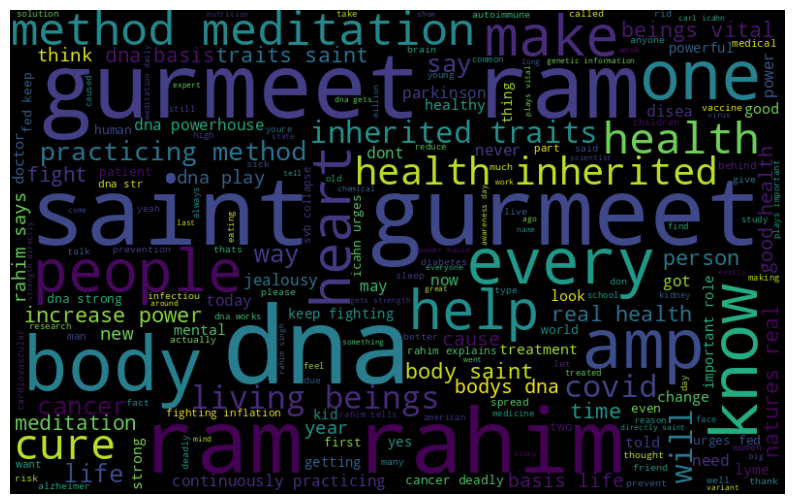 method meditation
make
beings vital
solution
nutrition
take
show
called
autoimmune
rid
carl icahn
anyone
think
dna basis
traits saint
brain
say
powerful
medical
fed keep
gurmeet ram
one
parkinson
power
genetic information
expert
young
common
long
work
plays vital
caused
million
dna gets
still
youre
high
state
healthy
thing
children
virus
vaccine
human
dna powerhouse
inherited traits
disea
good
doctor
practicing method
sick
reduce
dont
never
part
said
scientist
health
fight
patient
dna play
old
much
behind
dna str
always
tell
chemical
work
give
health inherited
saint gurmeet
heart
svb collapse
icahn urges
way
live
ago
name
find
study
plays important
come
yeah
last
eating
awareness day
good health
rahim says
strength directly
people
talk
prevention
thats
power house
diabetes
everyone
don
every
person
jealousy
sleep
type
school
kidney
easily
making
dna strong
infectiou
around
today
please
may
now
gets strength
great
got
look
increase power
research
actually
dna works
keep fighting
help
real health
important role
natures real
new
mental
rahim singh
something
better
went
world
man
feel
cause
rahim explains
treatment
let
amp
know
cardiovascular
body
dna
due
body saint
treated
day
cancer
fact
living beings
bodys dna
covid
change
meditation
fighting inflation
kid
rahim tells
american
spread
medicine
time
even
reason
face
women
big
cure
strong
ram rahim
year
first
yes
two
told
urges fed
thought
will
need
lyme
want
life
deadly
mind
getting
many
story
directly saint
friend
well
thank
risk
alzheimer
continuously practicing
cancer deadly
basis life
prevent
variant